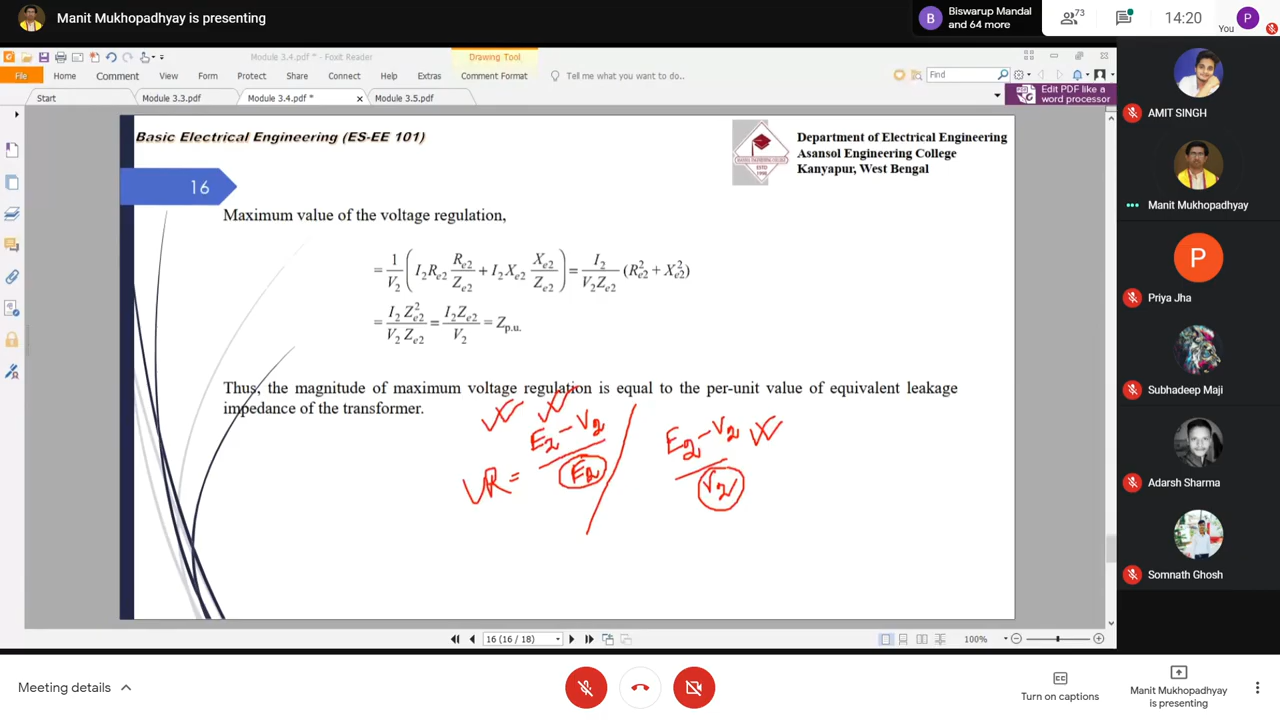 Manit Mukhopadhyay is presenting
B Biswarup Mandal and 64 more
73
14:20
You
P
Module 3.4.pdf * - Foxit Reader
Drawing Tool
File Home Comment View Form Protect Share Connect Help Extras Comment Format Tell me what you want to do..
Find
Start Module 3.3.pdf Module 3.4.pdf * Module 3.5.pdf
Edit PDF like a word processor
Basic Electrical Engineering (ES-EE 101)
Department of Electrical Engineering
Asansol Engineering College
Kanyapur, West Bengal
16
Maximum value of the voltage regulation,
= 1/V₂ (I₂Rₑ₂ Rₑ₂/Zₑ₂ + I₂Xₑ₂ Xₑ₂/Zₑ₂) = I₂/V₂Zₑ₂ (R²ₑ₂ + X²ₑ₂)
= I₂ Z²ₑ₂/V₂ Zₑ₂ = I₂Zₑ₂/V₂ = Z p.u.
Thus, the magnitude of maximum voltage regulation is equal to the per-unit value of equivalent leakage
impedance of the transformer.
VR = E₂ - V₂ / E₂
E₂ - V₂ / V₂
16 (16 / 18)
100%
AMIT SINGH
Manit Mukhopadhyay
P
Priya Jha
Subhadeep Maji
Adarsh Sharma
Somnath Ghosh
Meeting details
Turn on captions
Manit Mukhopadhyay
is presenting